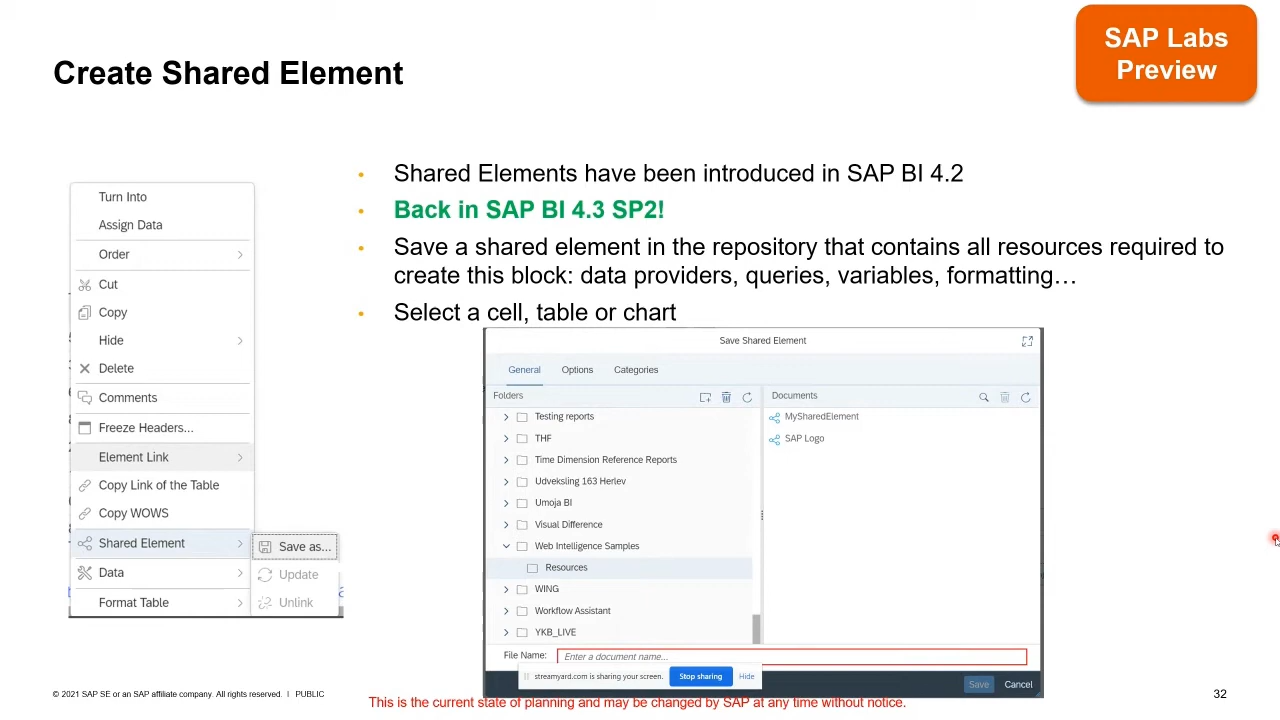 SAP Labs
Preview
Create Shared Element
• Shared Elements have been introduced in SAP BI 4.2
• Back in SAP BI 4.3 SP2!
• Save a shared element in the repository that contains all resources required to
create this block: data providers, queries, variables, formatting…
• Select a cell, table or chart
Turn Into
Assign Data
Order
Cut
Copy
Hide
Delete
Comments
Freeze Headers...
Element Link
Copy Link of the Table
Copy WOWS
Shared Element
Data
Format Table
Save as...
Update
Unlink
Save Shared Element
General Options Categories
Folders
Testing reports
THF
Time Dimension Reference Reports
Udveksling 163 Herlev
Umoja BI
Visual Difference
Web Intelligence Samples
Resources
WING
Workflow Assistant
YKB_LIVE
Documents
MySharedElement
SAP Logo
File Name: Enter a document name...
streamyard.com is sharing your screen. Stop sharing Hide
Save Cancel
© 2021 SAP SE or an SAP affiliate company. All rights reserved. I PUBLIC
This is the current state of planning and may be changed by SAP at any time without notice.
32